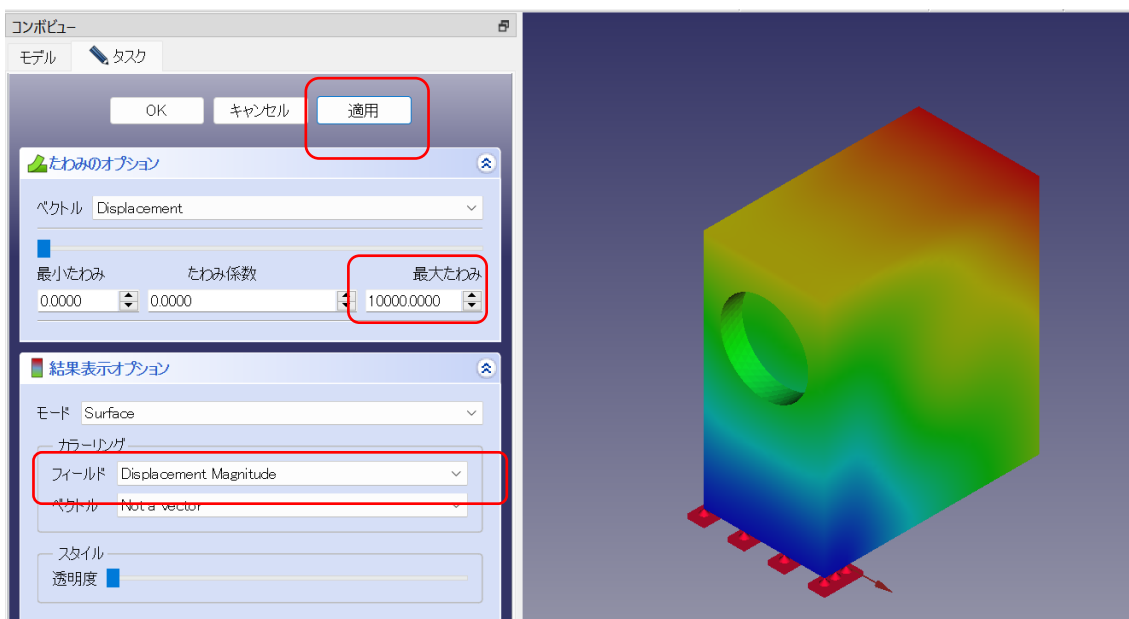 コンボビュー
モデル
タスク
OK
キャンセル
適用
たわみのオプション
ベクトル Displacement
最小たわみ たわみ係数 最大たわみ
0.0000 0.0000 10000.0000
結果表示オプション
モード Surface
カラーリング
フィールド Displacement Magnitude
ベクトル Not a vector
スタイル
透明度